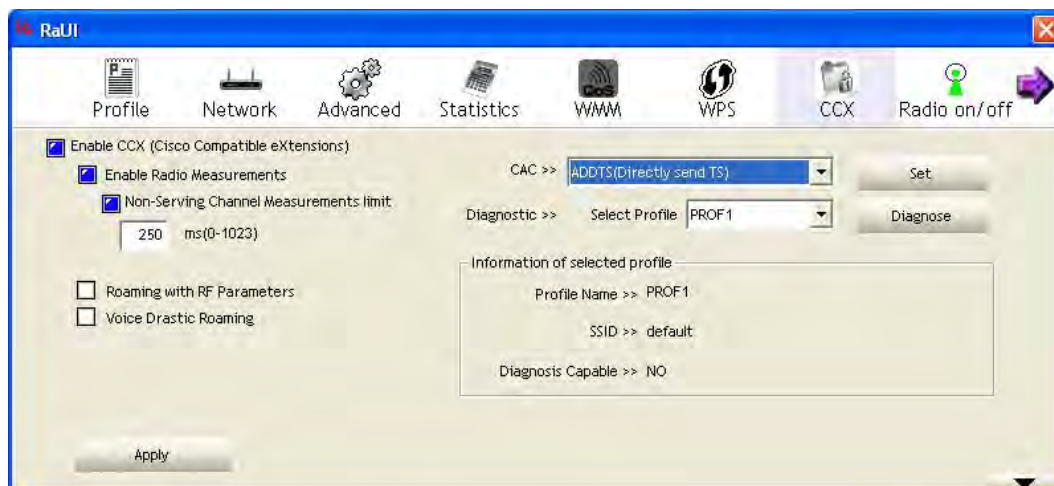 RaUI
Profile
Network
Advanced
Statistics
QoS
WMM
WPS
CCX
Radio on/off
Enable CCX (Cisco Compatible eXtensions)
Enable Radio Measurements
Non-Serving Channel Measurements limit
250 ms(0-1023)
Roaming with RF Parameters
Voice Drastic Roaming
Apply
CAC >> ADDTS(Directly send TS) Set
Diagnostic >> Select Profile PROF1 Diagnose
Information of selected profile
Profile Name >> PROF1
SSID >> default
Diagnosis Capable >> NO